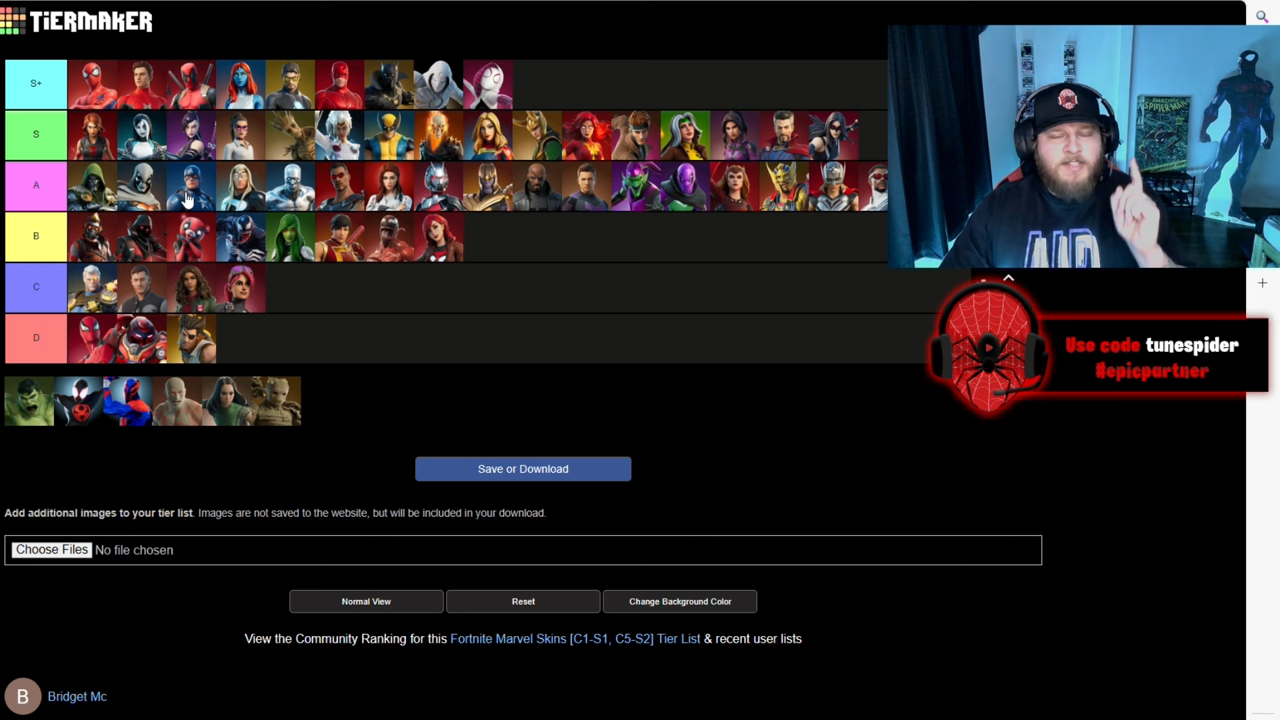 TiERMAKER
S+
S
A
B
C
D
Use code tunespider
#epicpartner
Save or Download
Add additional images to your tier list. Images are not saved to the website, but will be included in your download.
Choose Files No file chosen
Normal View
Reset
Change Background Color
View the Community Ranking for this Fortnite Marvel Skins [C1-S1, C5-S2] Tier List & recent user lists
B
Bridget Mc